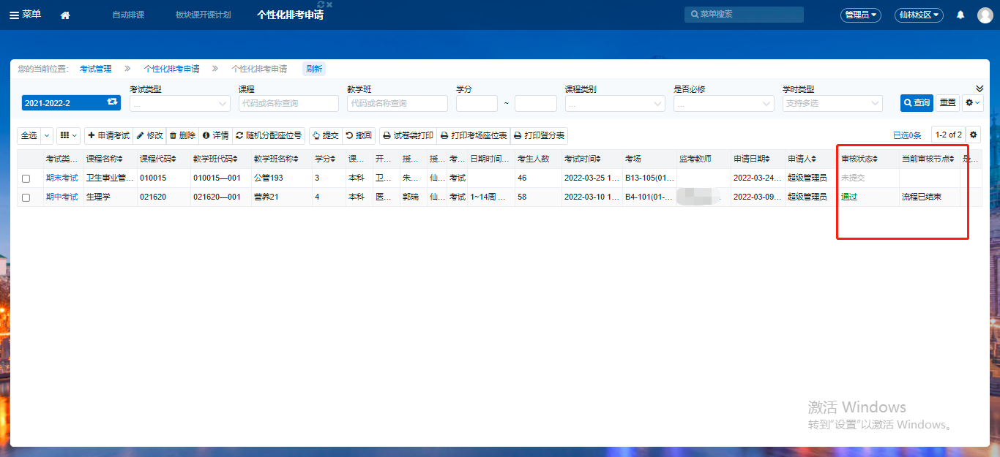 菜单
自动排课
板块课开课计划
个性化排考申请
菜单搜索
管理员
仙林校区
您的当前位置: 考试管理 » 个性化排考申请 » 个性化排考申请 刷新
考试类型 课程 教学班 学分 课程类别 是否必修 学时类型
2021-2022-2 ... 代码或名称查询 代码或名称查询 ~ ... ... 支持多选 查询 重置
全选 申请考试 修改 删除 详情 随机分配座位号 提交 撤回 试卷袋打印 打印考场座位表 打印登分表 已选0条 1-2 of 2
考试类... 课程名称 课程代码 教学班代码 教学班名称 学分 课... 开... 授... 授... 考... 日期时间... 考生人数 考试时间 考场 监考教师 申请日期 申请人 审核状态 当前审核节点 是...
期末考试 卫生事业管... 010015 010015—001 公管193 3 本科 卫... 朱... 仙... 考试 46 2022-03-25 1... B13-105(01... 2022-03-24... 超级管理员 未提交
期中考试 生理学 021620 021620—001 营养21 4 本科 医... 郭瑞 仙... 考试 1~14周 ... 58 2022-03-10 1... B4-101(01-... 2022-03-09... 超级管理员 通过 流程已结束
激活 Windows
转到"设置"以激活 Windows。